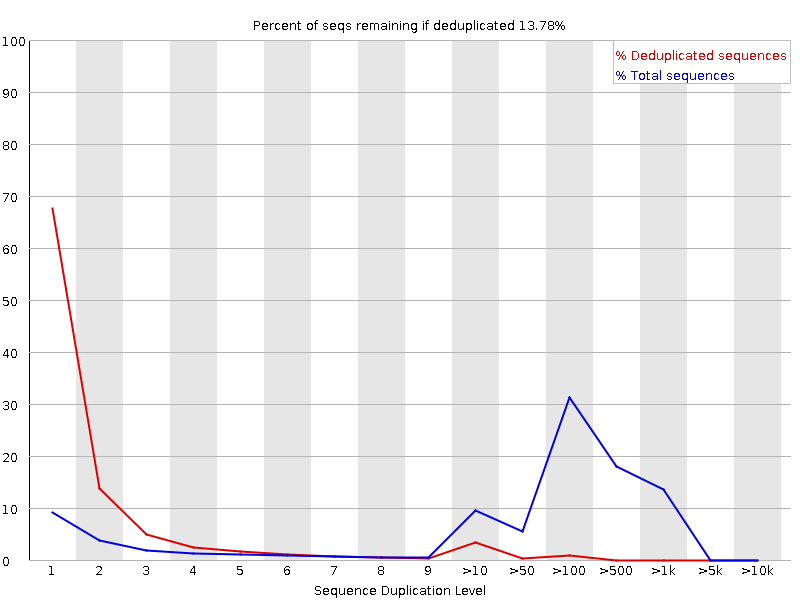 Percent of seqs remaining if deduplicated 13.78%
% Deduplicated sequences
% Total sequences
100
90
80
70
60
50
40
30
20
10
0
1 2 3 4 5 6 7 8 9 >10 >50 >100 >500 >1k >5k >10k
Sequence Duplication Level